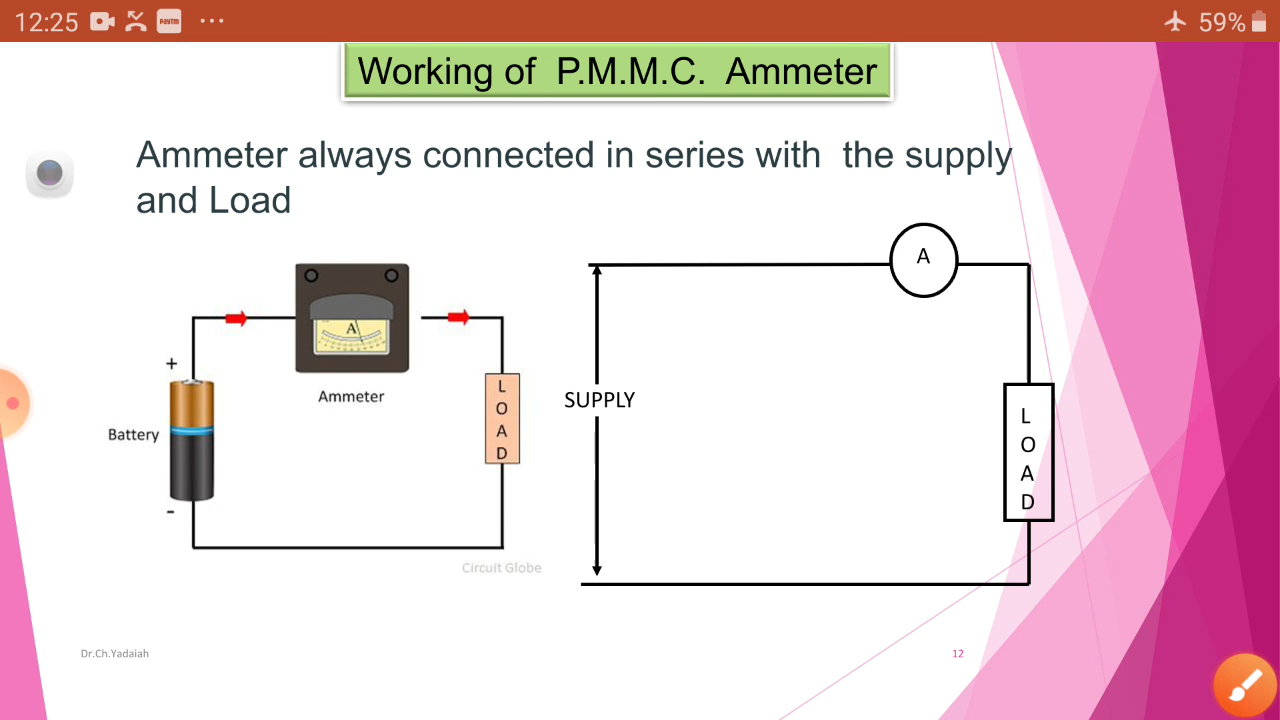 12:25
Paytm
59%
Working of P.M.M.C. Ammeter
Ammeter always connected in series with the supply
and Load
A
+
Ammeter
Battery
-
L
O
A
D
Circuit Globe
A
SUPPLY
L
O
A
D
Dr.Ch.Yadaiah
12